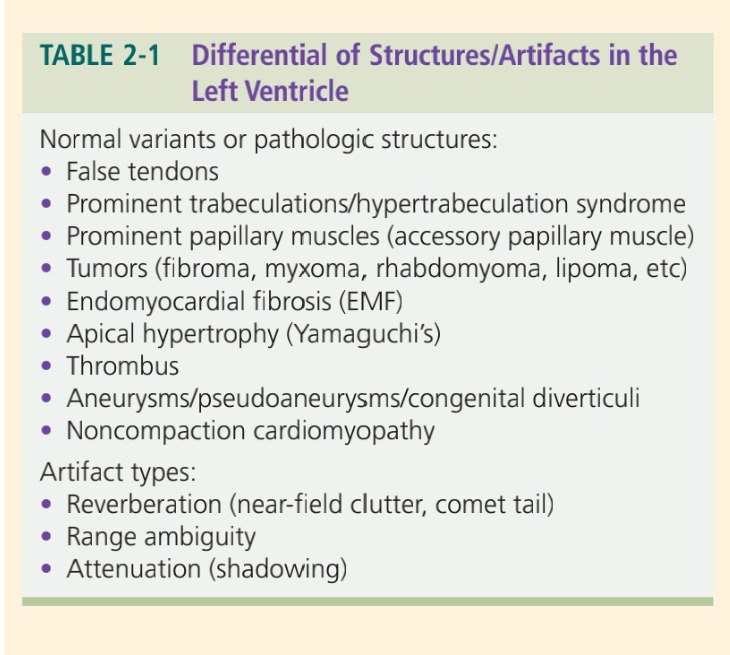 TABLE 2-1 Differential of Structures/Artifacts in the
Left Ventricle
Normal variants or pathologic structures:
• False tendons
• Prominent trabeculations/hypertrabeculation syndrome
• Prominent papillary muscles (accessory papillary muscle)
• Tumors (fibroma, myxoma, rhabdomyoma, lipoma, etc)
• Endomyocardial fibrosis (EMF)
• Apical hypertrophy (Yamaguchi's)
• Thrombus
• Aneurysms/pseudoaneurysms/congenital diverticuli
• Noncompaction cardiomyopathy
Artifact types:
• Reverberation (near-field clutter, comet tail)
• Range ambiguity
• Attenuation (shadowing)